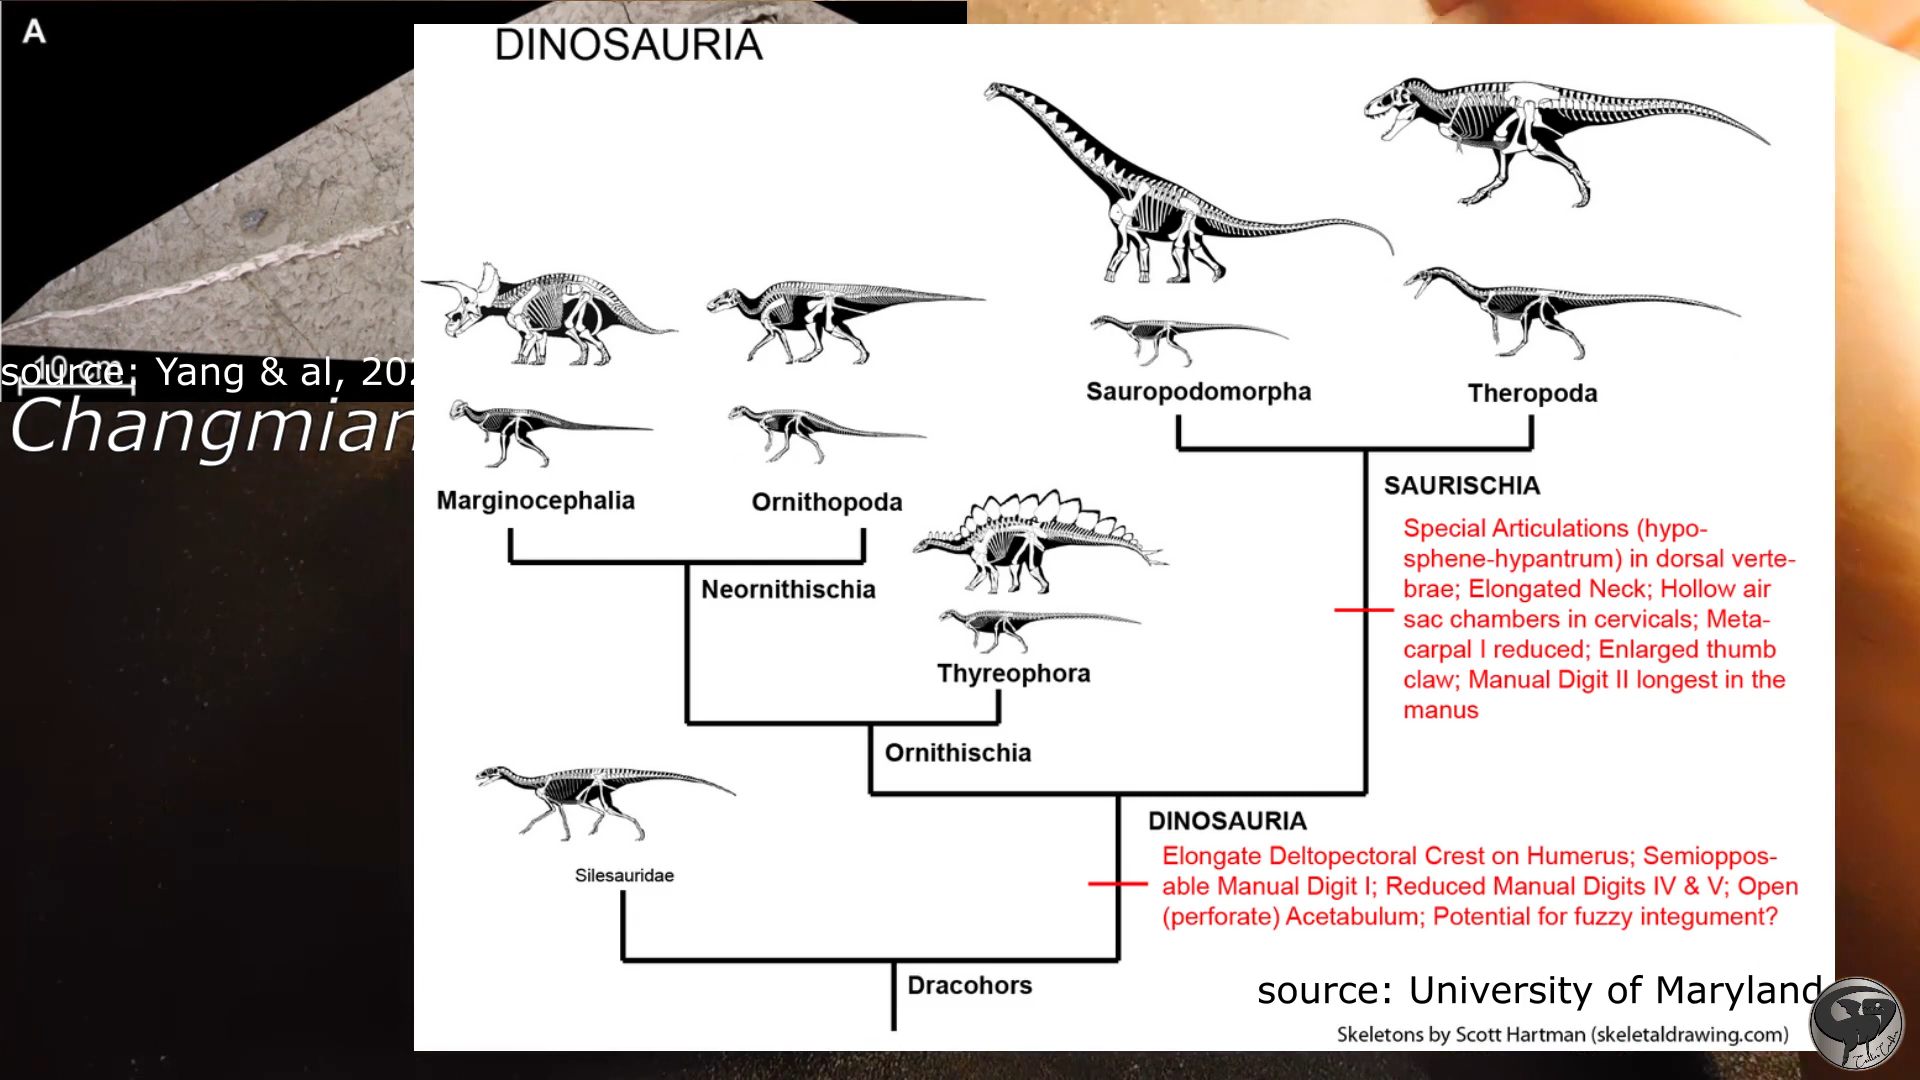 A
DINOSAURIA
10 cm
source: Yang & al, 202
Changmian
Sauropodomorpha
Theropoda
Marginocephalia
Ornithopoda
SAURISCHIA
Special Articulations (hypo-
sphene-hypantrum) in dorsal verte-
brae; Elongated Neck; Hollow air
sac chambers in cervicals; Meta-
carpal I reduced; Enlarged thumb
claw; Manual Digit II longest in the
manus
Neornithischia
Thyreophora
Ornithischia
DINOSAURIA
Elongate Deltopectoral Crest on Humerus; Semioppos-
able Manual Digit I; Reduced Manual Digits IV & V; Open
(perforate) Acetabulum; Potential for fuzzy integument?
Silesauridae
Dracohors
source: University of Maryland
Skeletons by Scott Hartman (skeletaldrawing.com)